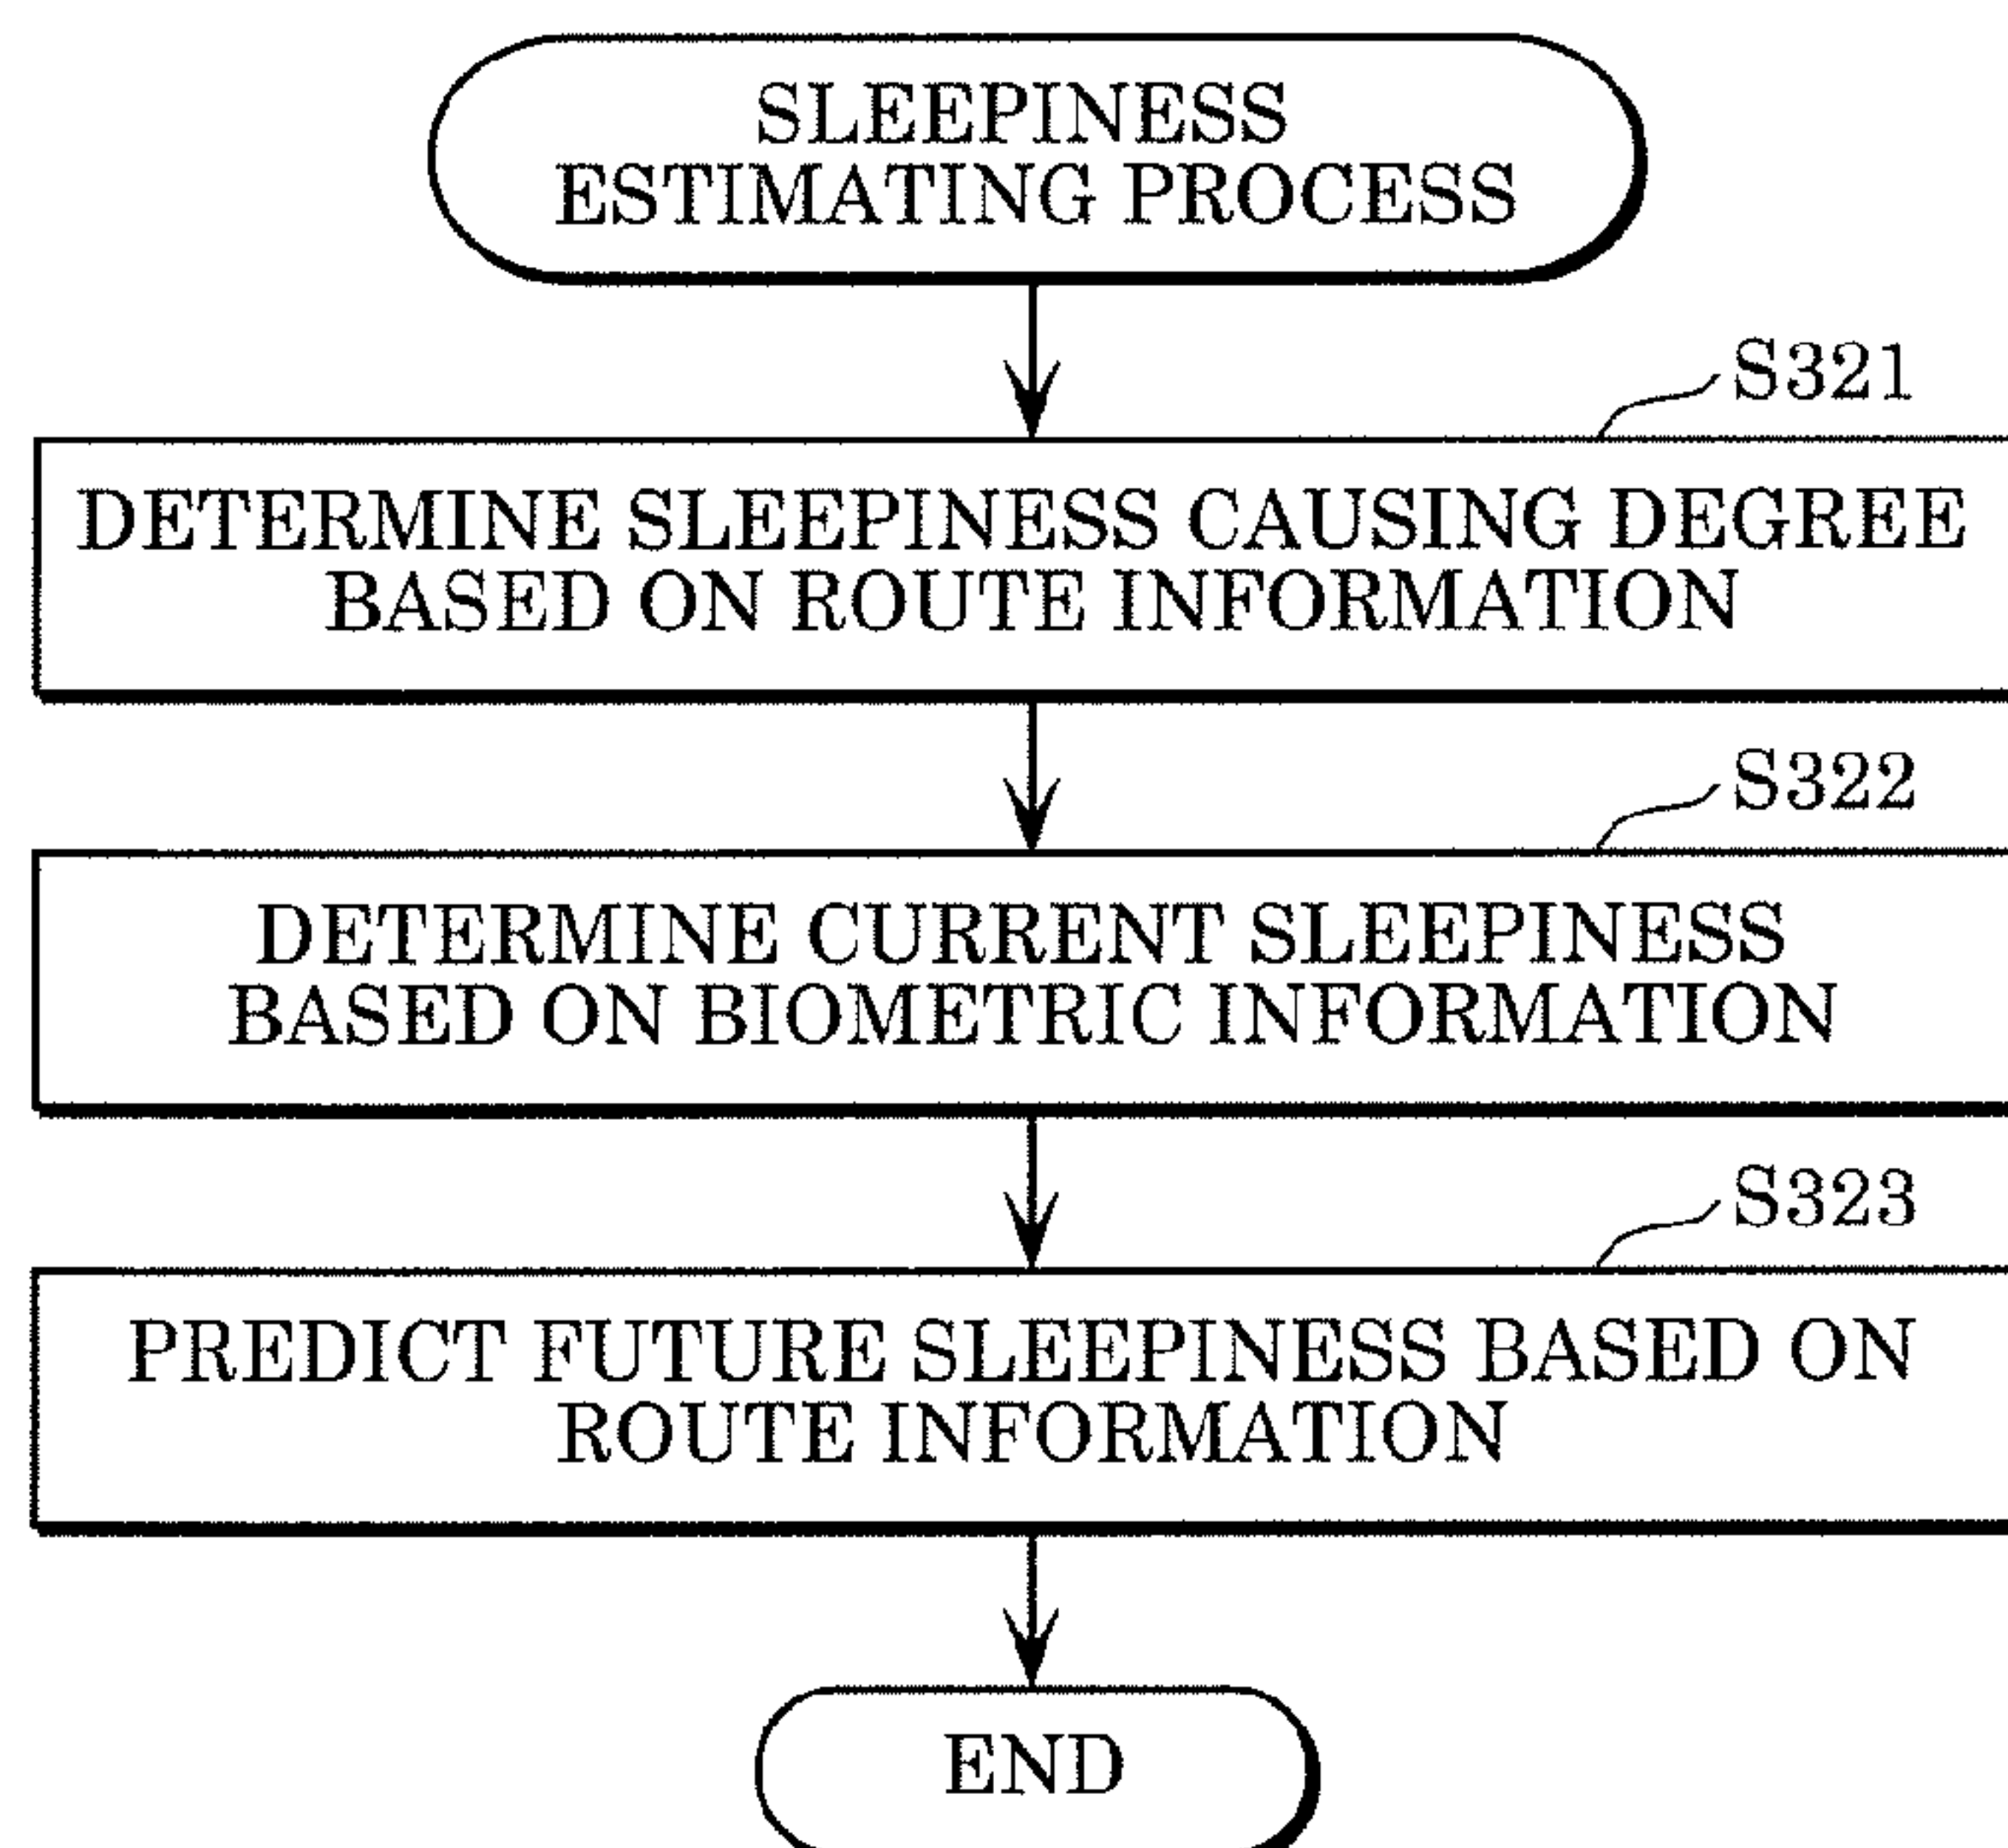 SLEEPINESS
ESTIMATING PROCESS
S321
DETERMINE SLEEPINESS CAUSING DEGREE
BASED ON ROUTE INFORMATION
S322
DETERMINE CURRENT SLEEPINESS
BASED ON BIOMETRIC INFORMATION
S323
PREDICT FUTURE SLEEPINESS BASED ON
ROUTE INFORMATION
END